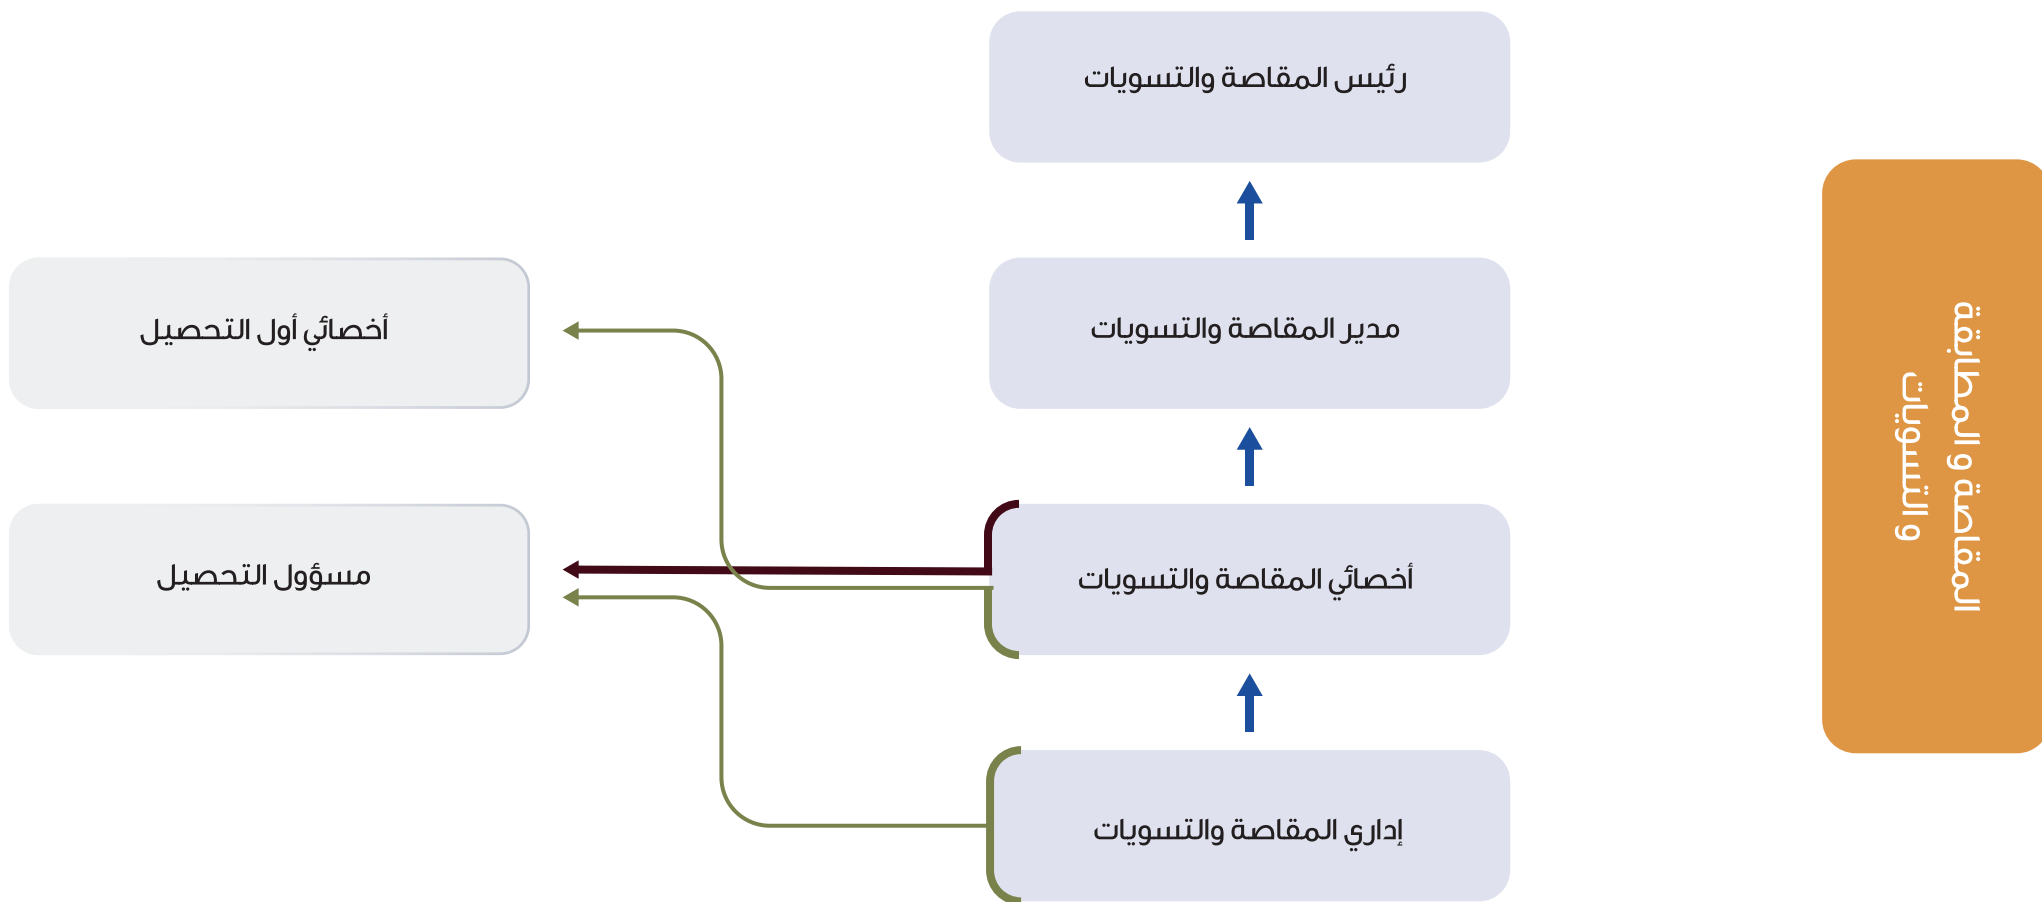 رئيس المقاصة والتسويات
مدير المقاصة والتسويات
أخصائي المقاصة والتسويات
إداري المقاصة والتسويات
أخصائي أول التحصيل
مسؤول التحصيل
المقاصة و المطابقة
و التسويات